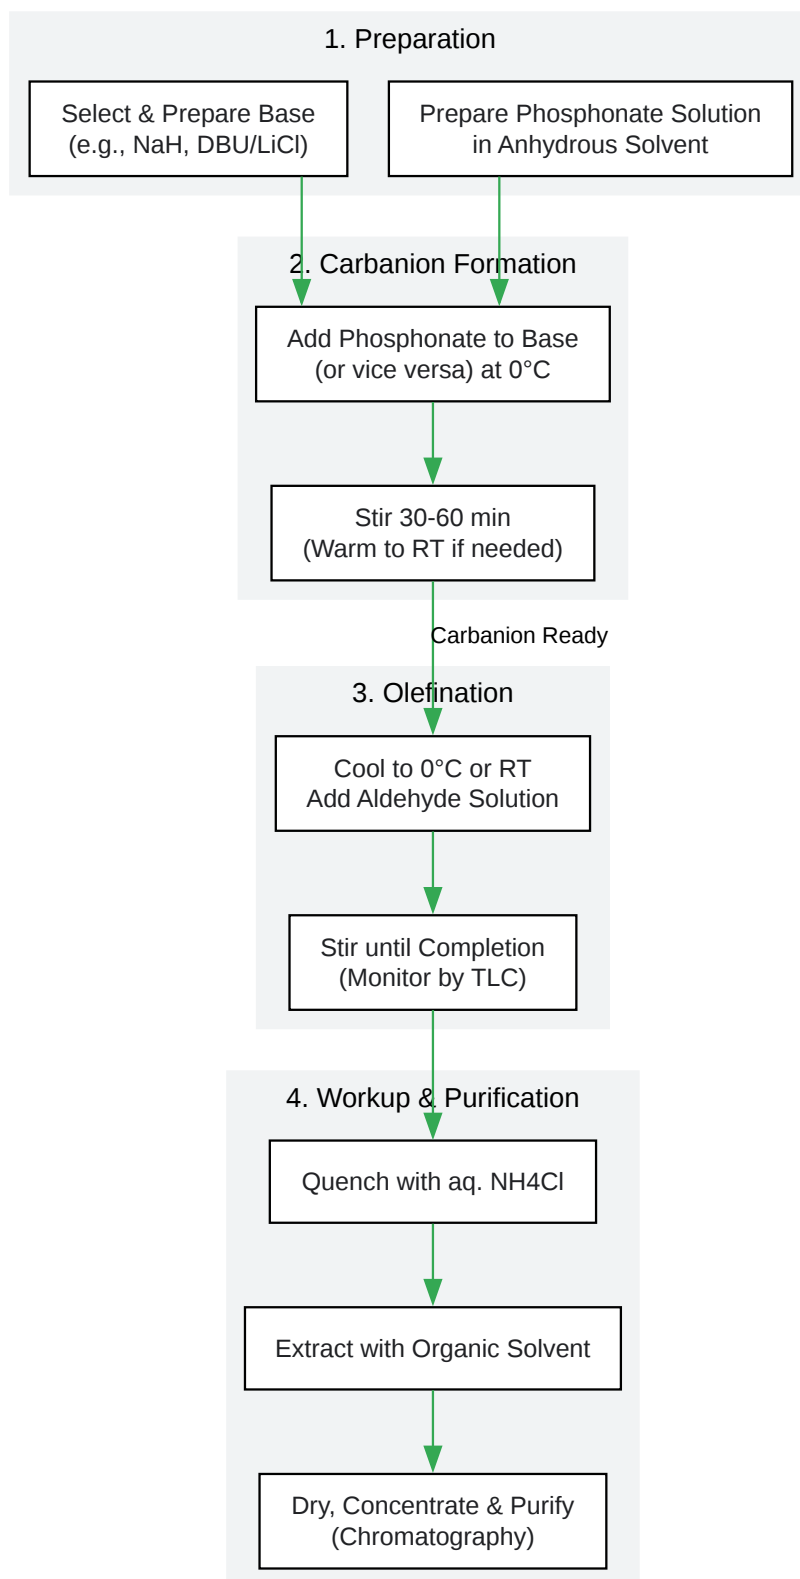 1. Preparation
Select & Prepare Base
(e.g., NaH, DBU/LiCl)
Prepare Phosphonate Solution
in Anhydrous Solvent
2. Carbanion Formation
Add Phosphonate to Base
(or vice versa) at 0°C
Stir 30-60 min
(Warm to RT if needed)
Carbanion Ready
3. Olefination
Cool to 0°C or RT
Add Aldehyde Solution
Stir until Completion
(Monitor by TLC)
4. Workup & Purification
Quench with aq. NH4Cl
Extract with Organic Solvent
Dry, Concentrate & Purify
(Chromatography)